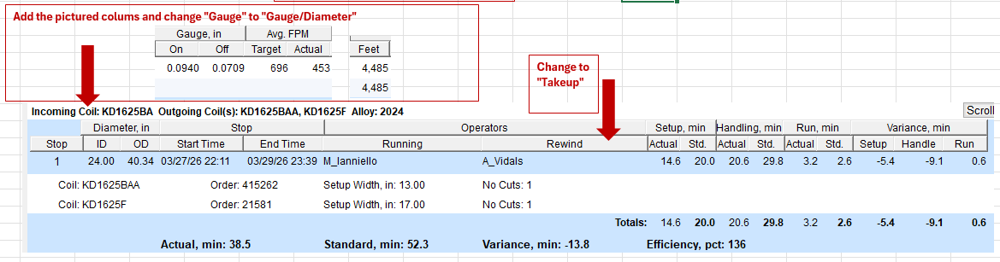 Add the pictured colums and change "Gauge" to "Gauge/Diameter"
Gauge, in Avg. FPM
On Off Target Actual Feet
0.0940 0.0709 696 453 4,485
4,485
Change to
"Takeup"
Incoming Coil: KD1625BA Outgoing Coil(s): KD1625BAA, KD1625F Alloy: 2024
Scroll
Diameter, in Stop Operators Setup, min Handling, min Run, min Variance, min
Stop ID OD Start Time End Time Running Rewind Actual Std. Actual Std. Actual Std. Setup Handle Run
1 24.00 40.34 03/27/26 22:11 03/29/26 23:39 M_Ianniello A_Vidals 14.6 20.0 20.6 29.8 3.2 2.6 -5.4 -9.1 0.6
Coil: KD1625BAA Order: 415262 Setup Width, in: 13.00 No Cuts: 1
Coil: KD1625F Order: 21581 Setup Width, in: 17.00 No Cuts: 1
Totals: 14.6 20.0 20.6 29.8 3.2 2.6 -5.4 -9.1 0.6
Actual, min: 38.5 Standard, min: 52.3 Variance, min: -13.8 Efficiency, pct: 136